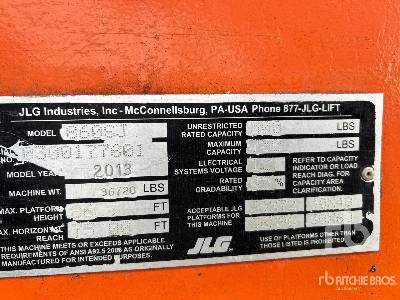 JLG Industries, Inc - McConnellsburg, PA-USA Phone 877-JLG-LIFT
MODEL 860SJ
UNRESTRICTED RATED CAPACITY LBS
MAXIMUM CAPACITY LBS
MODEL YEAR 2013
ELECTRICAL SYSTEMS VOLTAGE
MACHINE WT. 36720 LBS
RATED GRADEABILITY %
REFER TO CAPACITY INDICATOR OR LOAD REACH DIAG. FOR CAPACITY AREA CLARIFICATION.
MAX. PLATFORM HEIGHT FT
MAX. HORIZONTAL REACH FT
ACCEPTABLE JLG PLATFORMS FOR THIS MACHINE
THIS MACHINE MEETS OR EXCEEDS APPLICABLE
REQUIREMENTS OF ANSI A92.5 2006 AS ORIGINALLY
MANUFACTURED FOR INTENDED PURPOSES.
JLG
USE OF PLATFORMS OTHER THAN
THOSE LISTED IS PROHIBITED.
rb RITCHIE BROS.
Auctioneers